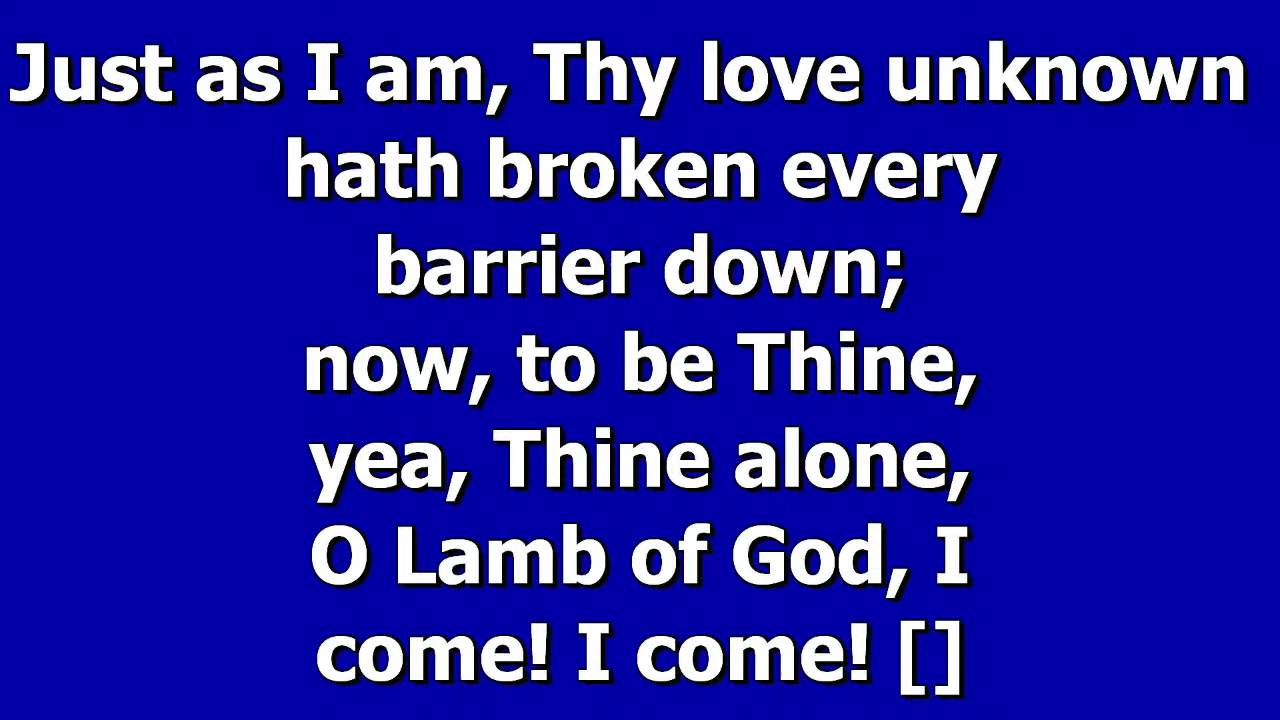 Just as I am, Thy love unknown
hath broken every
barrier down;
now, to be Thine,
yea, Thine alone,
O Lamb of God, I
come! I come! []